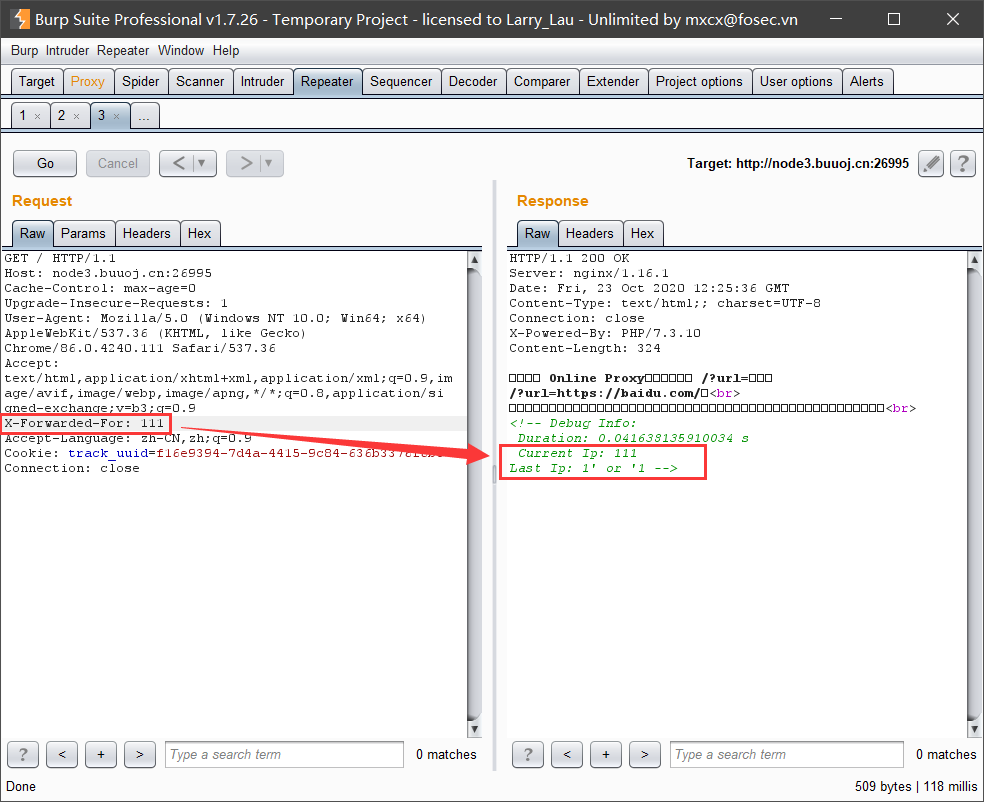 Burp Suite Professional v1.7.26 - Temporary Project - licensed to Larry_Lau - Unlimited by mxcx@fosec.vn
Burp Intruder Repeater Window Help
Target Proxy Spider Scanner Intruder Repeater Sequencer Decoder Comparer Extender Project options User options Alerts
1 × 2 × 3 × ...
Go Cancel < ▼ > ▼ Target: http://node3.buuoj.cn:26995 ?
Request
Raw Params Headers Hex
GET / HTTP/1.1
Host: node3.buuoj.cn:26995
Cache-Control: max-age=0
Upgrade-Insecure-Requests: 1
User-Agent: Mozilla/5.0 (Windows NT 10.0; Win64; x64)
AppleWebKit/537.36 (KHTML, like Gecko)
Chrome/86.0.4240.111 Safari/537.36
Accept:
text/html,application/xhtml+xml,application/xml;q=0.9,im
age/avif,image/webp,image/apng,*/*;q=0.8,application/si
gned-exchange;v=b3;q=0.9
X-Forwarded-For: 111
Accept-Language: zh-CN,zh;q=0.9
Cookie: track_uuid=f16e9394-7d4a-4415-9c84-
Connection: close
? < + > Type a search term 0 matches
Response
Raw Headers Hex
HTTP/1.1 200 OK
Server: nginx/1.16.1
Date: Fri, 23 Oct 2020 12:25:36 GMT
Content-Type: text/html;; charset=UTF-8
Connection: close
X-Powered-By: PHP/7.3.10
Content-Length: 324
Online Proxy /?url=
/?url=https://baidu.com/ <br>
<br>
<!-- Debug Info:
Duration: 0.041638135910034 s
Current Ip: 111
Last Ip: 1' or '1 -->
? < + > Type a search term 0 matches
Done
509 bytes | 118 millis